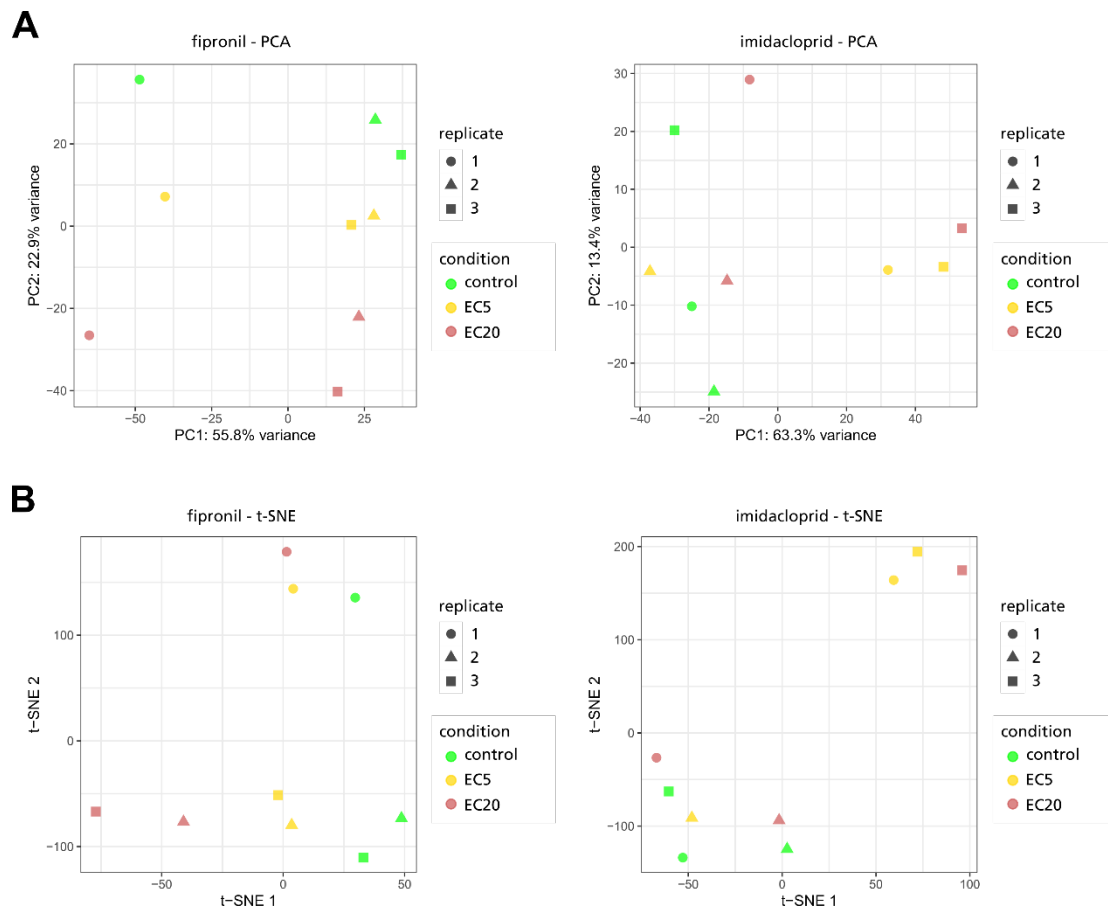 A
fipronil - PCA
PC2: 22.9% variance
20
0
−20
−40
−50
−25
0
25
PC1: 55.8% variance
replicate
1
2
3
condition
control
EC5
EC20
imidacloprid - PCA
PC2: 13.4% variance
30
20
10
0
−10
−20
−40
−20
0
20
40
PC1: 63.3% variance
replicate
1
2
3
condition
control
EC5
EC20
B
fipronil - t-SNE
t−SNE 2
100
0
−100
−50
0
50
t−SNE 1
replicate
1
2
3
condition
control
EC5
EC20
imidacloprid - t-SNE
t−SNE 2
200
100
0
−100
−50
0
50
100
t−SNE 1
replicate
1
2
3
condition
control
EC5
EC20